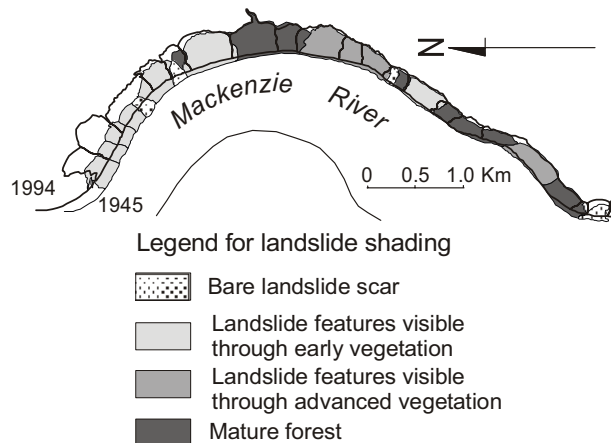 N
Mackenzie River
0 0.5 1.0 Km
1994
1945
Legend for landslide shading
Bare landslide scar
Landslide features visible
through early vegetation
Landslide features visible
through advanced vegetation
Mature forest